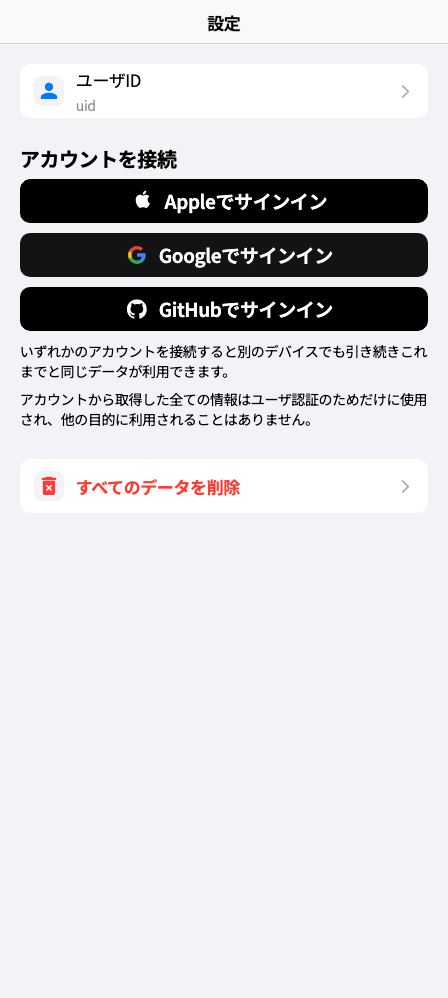 設定
ユーザID
uid
アカウントを接続
Appleでサインイン
Googleでサインイン
GitHubでサインイン
いずれかのアカウントを接続すると別のデバイスでも引き続きこれ
までと同じデータが利用できます。
アカウントから取得した全ての情報はユーザ認証のためだけに使用
され、他の目的に利用されることはありません。
すべてのデータを削除